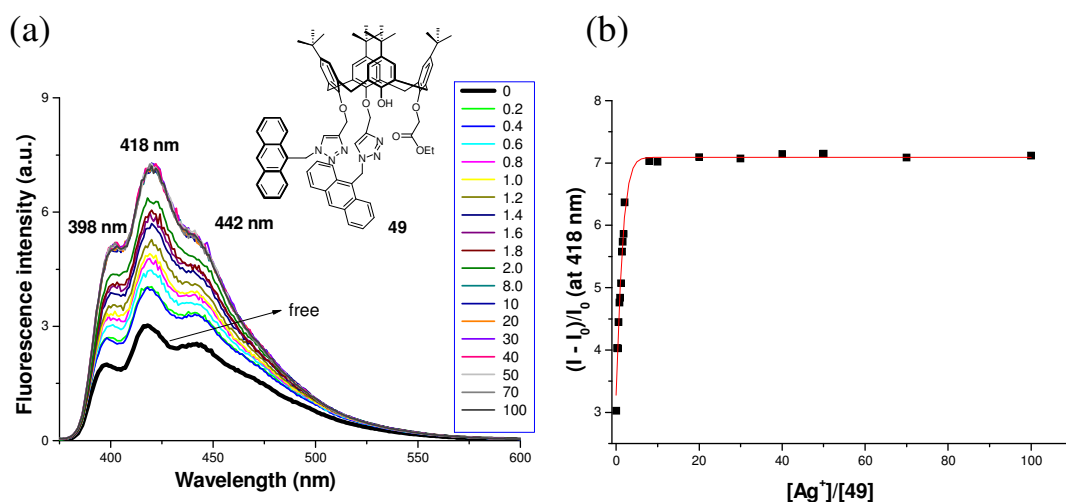 (a)
Fluorescence intensity (a.u.)
9
6
3
0
398 nm
418 nm
442 nm
free
400
450
500
550
600
Wavelength (nm)
O
O
OH
O
O
OEt
N
N
N
N
N
N
49
0
0.2
0.4
0.6
0.8
1.0
1.2
1.4
1.6
1.8
2.0
8.0
10
20
30
40
50
70
100
(b)
(I - I₀)/I₀ (at 418 nm)
8
7
6
5
4
3
0
20
40
60
80
100
[Ag⁺]/[49]